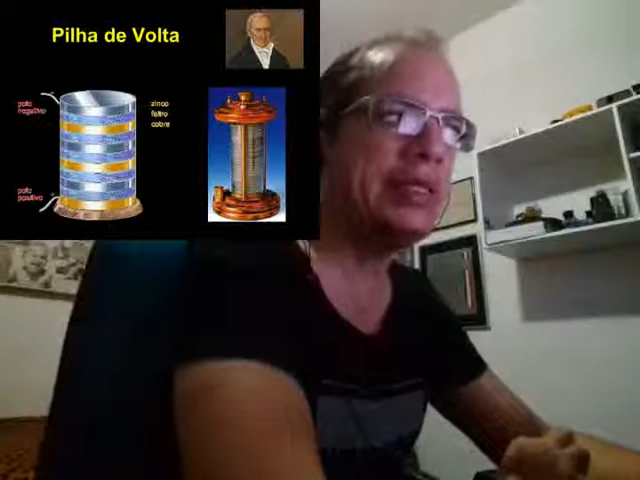 Pilha de Volta
polo
negativo
zinco
feltro
cobre
polo
positivo